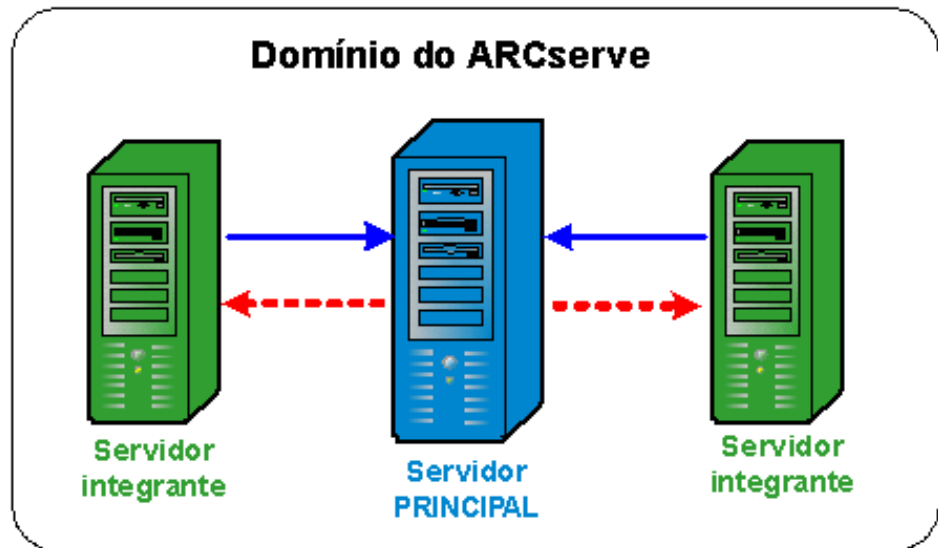 Domínio do ARCserve
Servidor
integrante
Servidor
PRINCIPAL
Servidor
integrante